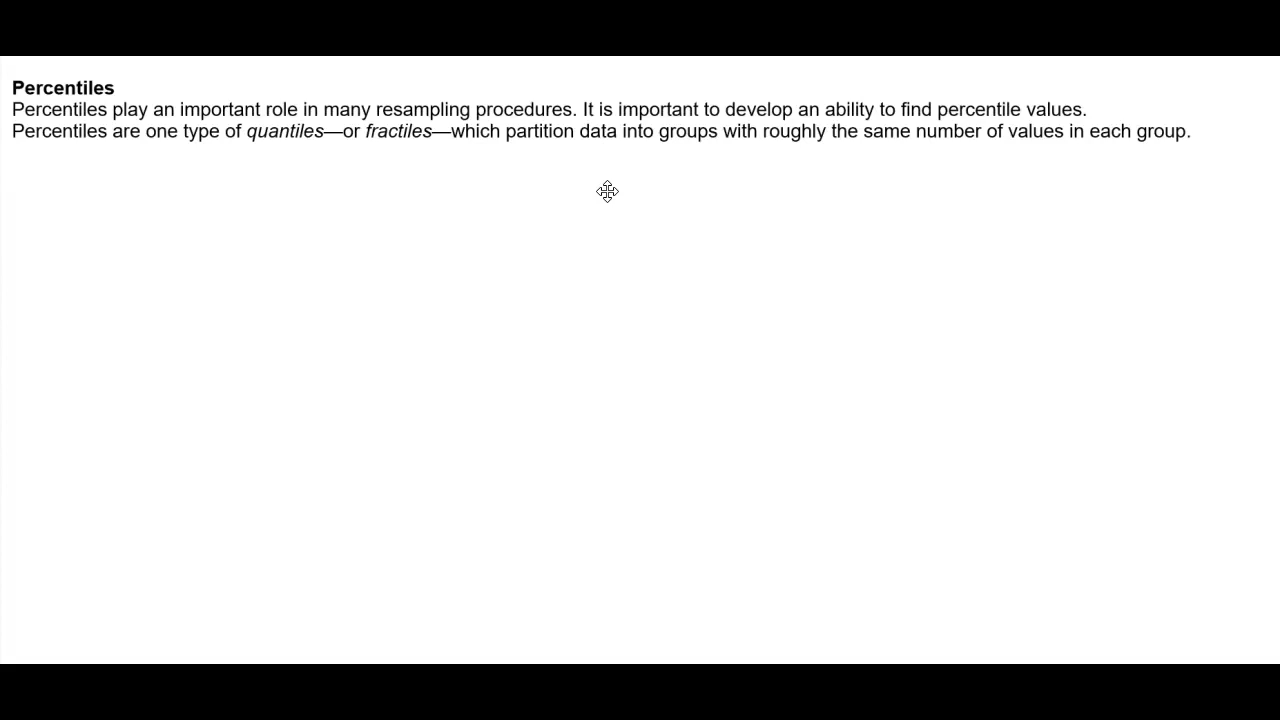 Percentiles
Percentiles play an important role in many resampling procedures. It is important to develop an ability to find percentile values.
Percentiles are one type of quantiles—or fractiles—which partition data into groups with roughly the same number of values in each group.